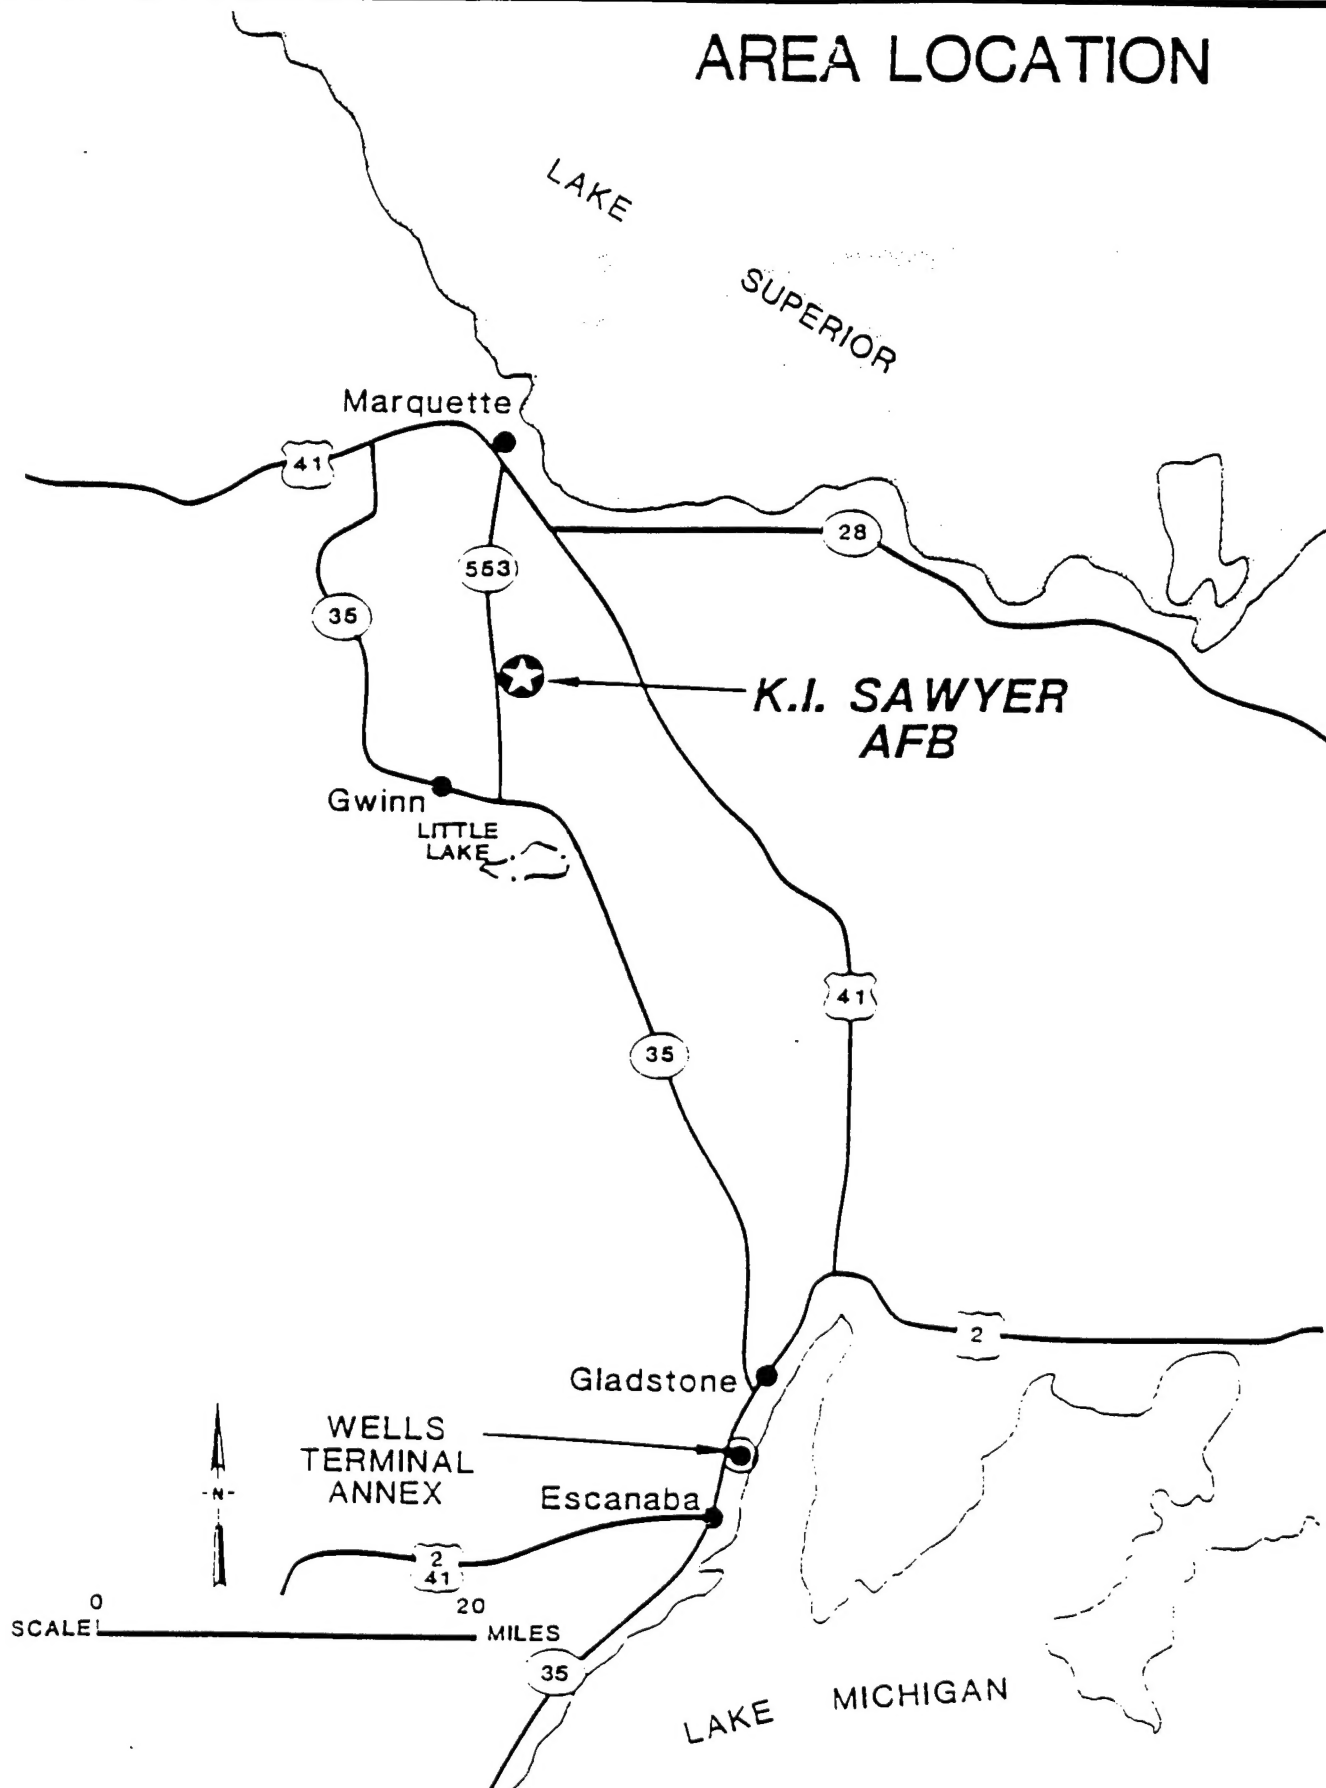 AREA LOCATION
LAKE
SUPERIOR
Marquette
41
28
553
35
K.I. SAWYER
AFB
Gwinn
LITTLE
LAKE
41
35
2
Gladstone
WELLS
TERMINAL
ANNEX
-N-
Escanaba
2
41
0 20
SCALE MILES
35
LAKE MICHIGAN